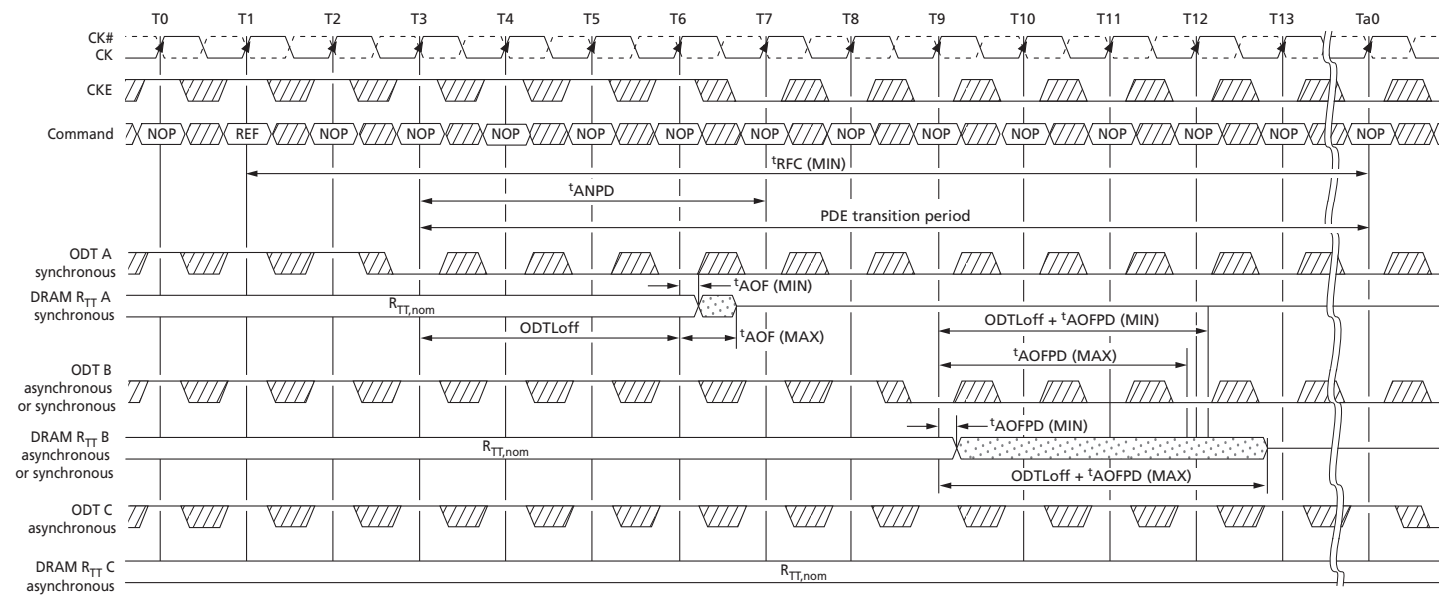 T0 T1 T2 T3 T4 T5 T6 T7 T8 T9 T10 T11 T12 T13 Ta0
CK#
CK
CKE
Command
NOP REF NOP NOP NOP NOP NOP NOP NOP NOP NOP NOP NOP NOP NOP
tRFC (MIN)
tANPD
PDE transition period
ODT A
synchronous
tAOF (MIN)
DRAM RTT A
synchronous
RTT,nom
ODTLoff + tAOFPD (MIN)
ODTLoff
tAOF (MAX)
tAOFPD (MAX)
ODT B
asynchronous
or synchronous
tAOFPD (MIN)
DRAM RTT B
asynchronous
or synchronous
RTT,nom
ODTLoff + tAOFPD (MAX)
ODT C
asynchronous
DRAM RTT C
asynchronous
RTT,nom